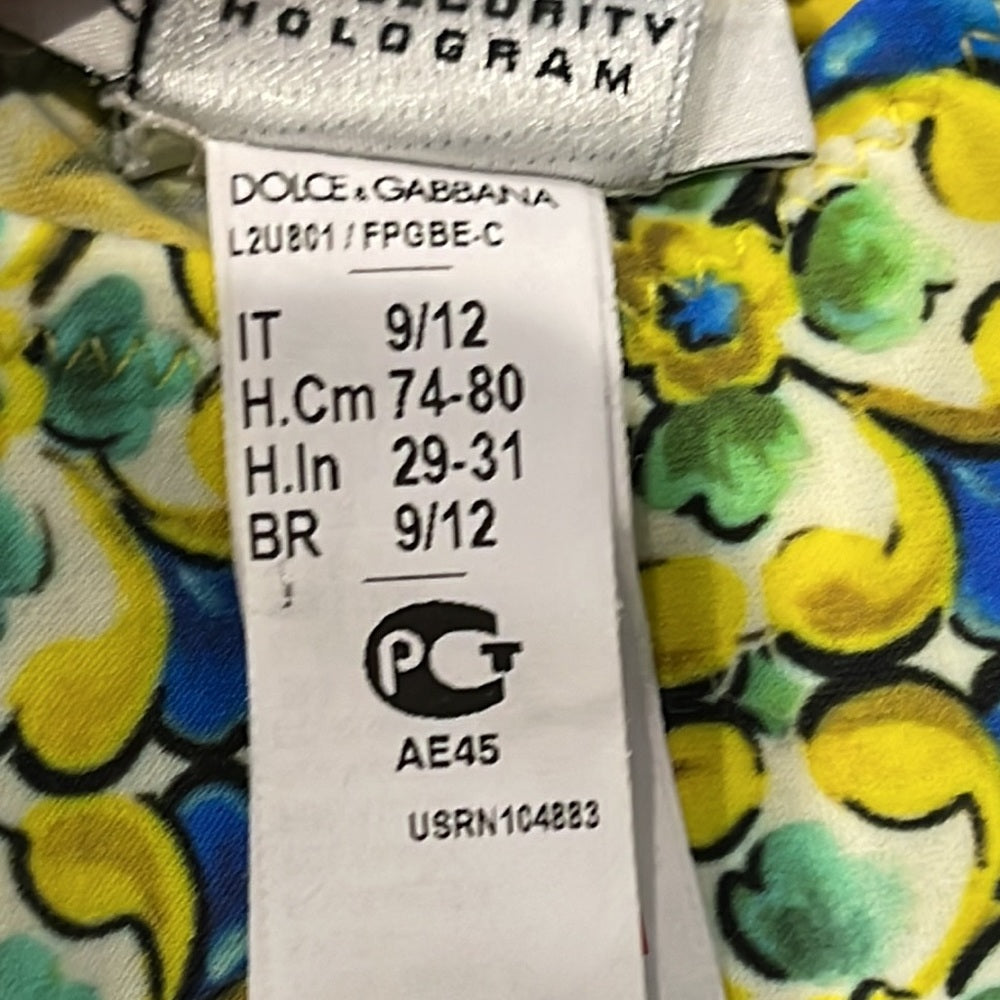 SECURITY
HOLOGRAM
DOLCE & GABBANA
L2U801 / FPGBE-C
IT 9/12
H.Cm 74-80
H.In 29-31
BR 9/12
PCT
AE45
USRN104883